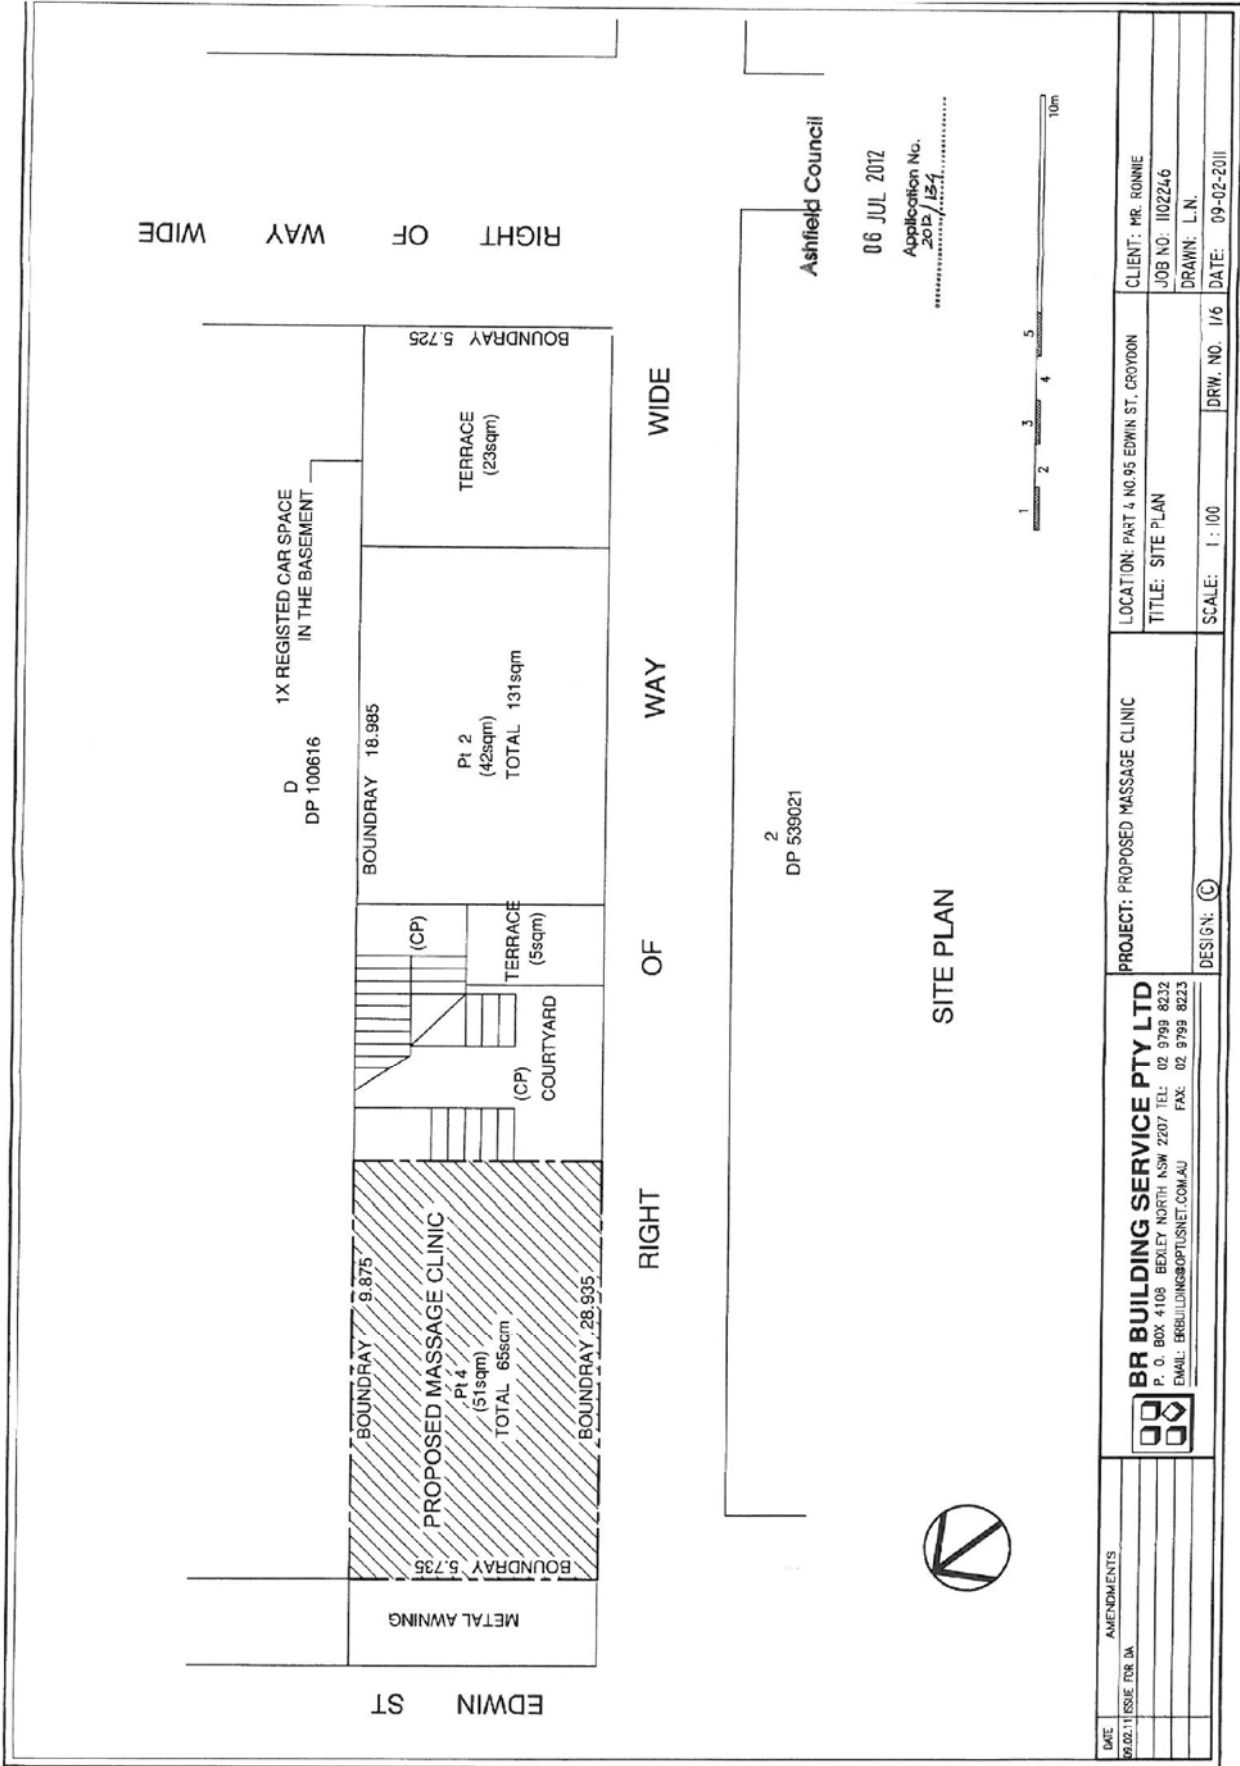 RIGHT OF WAY WIDE
1X REGISTED CAR SPACE
IN THE BASEMENT
D
DP 100616
BOUNDRAY 18.985
BOUNDRAY 5.725
TERRACE
(23sqm)
Pt 2
(42sqm)
TOTAL 131sqm
(CP)
TERRACE
(5sqm)
(CP)
COURTYARD
BOUNDRAY 9.875
PROPOSED MASSAGE CLINIC
Pt 4
(51sqm)
TOTAL 65sqm
BOUNDRAY 28.935
BOUNDRAY 5.735
METAL AWNING
EDWIN ST
RIGHT OF WAY WIDE
2
DP 539021
Ashfield Council
06 JUL 2012
Application No.
2012/134
SITE PLAN
1 2 3 4 5 10m
DATE AMENDMENTS
09.02.11 ISSUE FOR DA
BR BUILDING SERVICE PTY LTD
P. O. BOX 4108 BEXLEY NORTH NSW 2207 TEL: 02 9799 8232
EMAIL: BRBUILDING@OPTUSNET.COM.AU FAX: 02 9799 8223
PROJECT: PROPOSED MASSAGE CLINIC
DESIGN: C
LOCATION: PART 4 NO.95 EDWIN ST, CROYDON
TITLE: SITE PLAN
SCALE: 1 : 100
DRW. NO. 1/6
CLIENT: MR. RONNIE
JOB NO: 1102246
DRAWN: L.N.
DATE: 09-02-2011